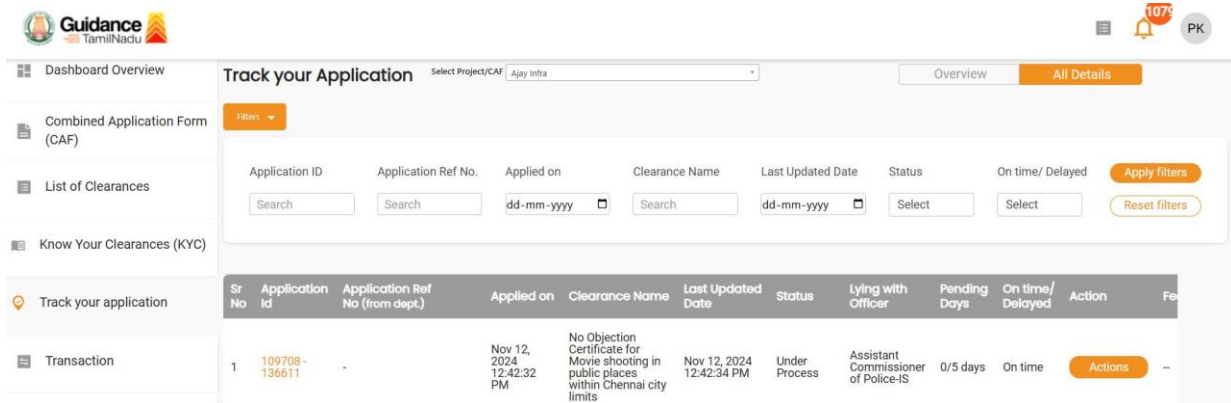 Guidance
TamilNadu
1079
PK
Dashboard Overview
Track your Application
Select Project/CAF
Ajay Infra
Overview
All Details
Combined Application Form
(CAF)
Filters
List of Clearances
Application ID
Application Ref No.
Applied on
Clearance Name
Last Updated Date
Status
On time/ Delayed
Apply filters
Search
Search
dd-mm-yyyy
Search
dd-mm-yyyy
Select
Select
Reset filters
Know Your Clearances (KYC)
Track your application
Sr
No
Application
Id
Application Ref
No (from dept.)
Applied on
Clearance Name
Last Updated
Date
Status
Lying with
Officer
Pending
Days
On time/
Delayed
Action
Fe
Transaction
1
109708 -
136611
-
Nov 12,
2024
12:42:32
PM
No Objection
Certificate for
Movie shooting in
public places
within Chennai city
limits
Nov 12, 2024
12:42:34 PM
Under
Process
Assistant
Commissioner
of Police-IS
0/5 days
On time
Actions
--